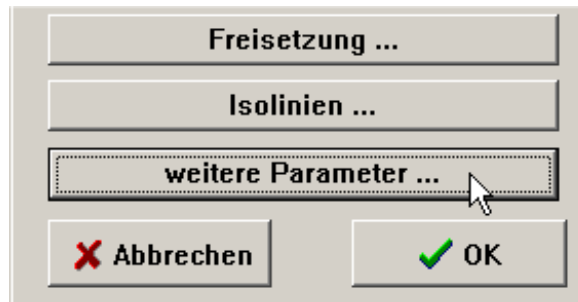 Freisetzung ...
Isolinien ...
weitere Parameter ...
Abbrechen OK